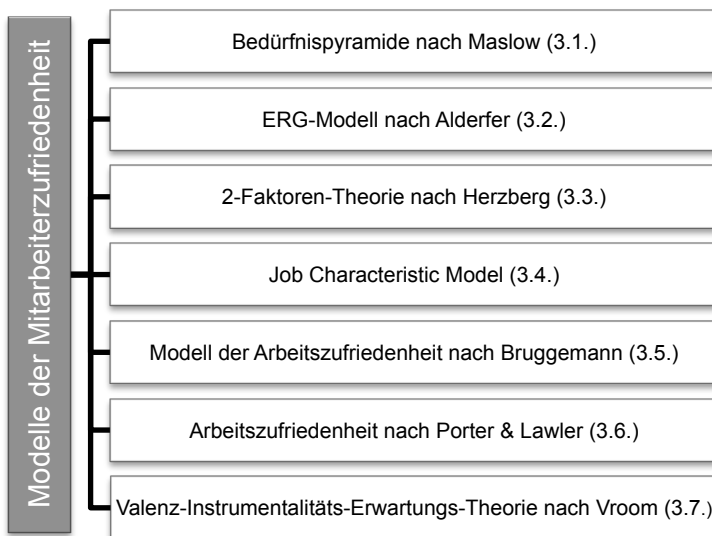 Modelle der Mitarbeiterzufriedenheit
Bedürfnispyramide nach Maslow (3.1.)
ERG-Modell nach Alderfer (3.2.)
2-Faktoren-Theorie nach Herzberg (3.3.)
Job Characteristic Model (3.4.)
Modell der Arbeitszufriedenheit nach Bruggemann (3.5.)
Arbeitszufriedenheit nach Porter & Lawler (3.6.)
Valenz-Instrumentalitäts-Erwartungs-Theorie nach Vroom (3.7.)